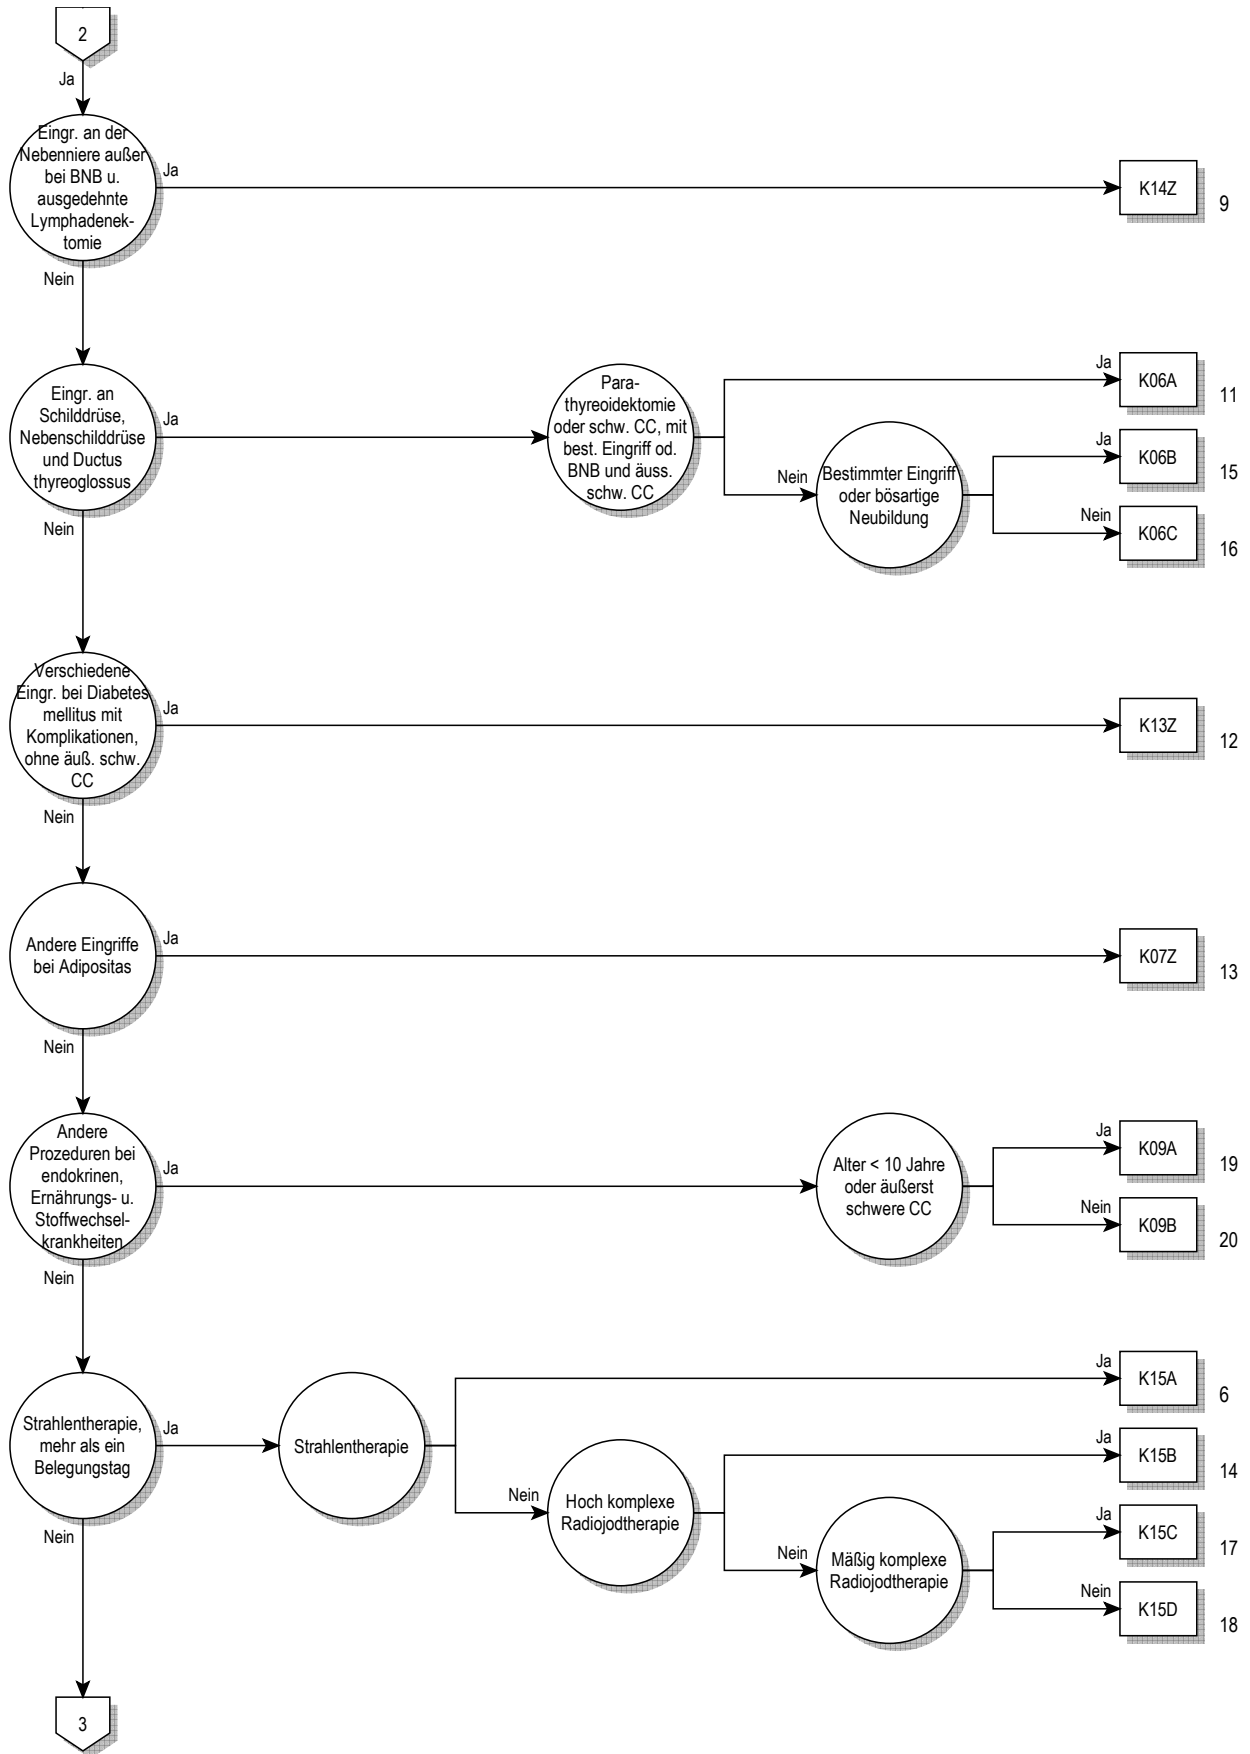 2
Ja
Eingr. an der
Nebenniere außer
bei BNB u.
ausgedehnte
Lymphadenek-
tomie
Ja
K14Z
9
Nein
Eingr. an
Schilddrüse,
Nebenschilddrüse
und Ductus
thyreoglossus
Ja
Para-
thyreoidektomie
oder schw. CC, mit
best. Eingriff od.
BNB und äuss.
schw. CC
Ja
K06A
11
Nein
Bestimmter Eingriff
oder bösartige
Neubildung
Ja
K06B
15
Nein
K06C
16
Nein
Verschiedene
Eingr. bei Diabetes
mellitus mit
Komplikationen,
ohne äuß. schw.
CC
Ja
K13Z
12
Nein
Andere Eingriffe
bei Adipositas
Ja
K07Z
13
Nein
Andere
Prozeduren bei
endokrinen,
Ernährungs- u.
Stoffwechsel-
krankheiten
Ja
Alter < 10 Jahre
oder äußerst
schwere CC
Ja
K09A
19
Nein
K09B
20
Nein
Strahlentherapie,
mehr als ein
Belegungstag
Ja
Strahlentherapie
Ja
K15A
6
Nein
Hoch komplexe
Radiojodtherapie
Ja
K15B
14
Nein
Mäßig komplexe
Radiojodtherapie
Ja
K15C
17
Nein
K15D
18
Nein
3